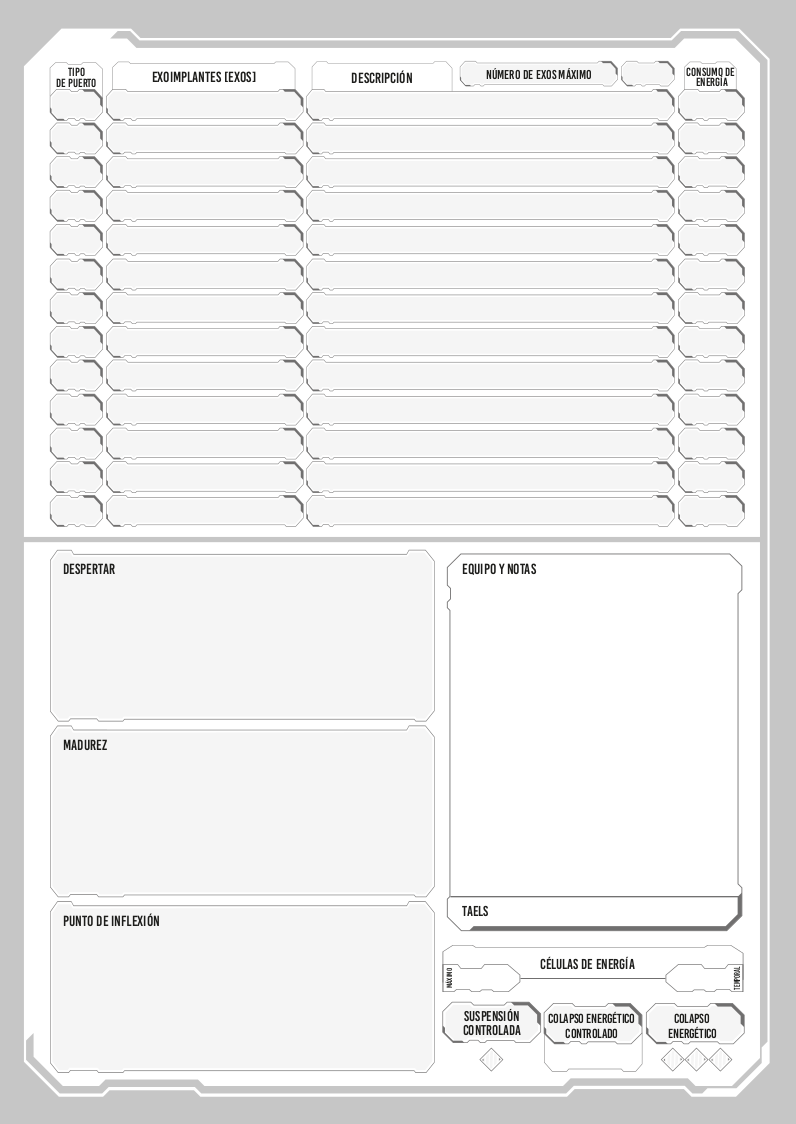 TIPO
DE PUERTO
EXOIMPLANTES [EXOS]
DESCRIPCIÓN
NÚMERO DE EXOS MÁXIMO
CONSUMO DE
ENERGÍA
DESPERTAR
MADUREZ
PUNTO DE INFLEXIÓN
EQUIPO Y NOTAS
TAELS
CÉLULAS DE ENERGÍA
MÁXIMO
TEMPORAL
SUSPENSIÓN
CONTROLADA
COLAPSO ENERGÉTICO
CONTROLADO
COLAPSO
ENERGÉTICO